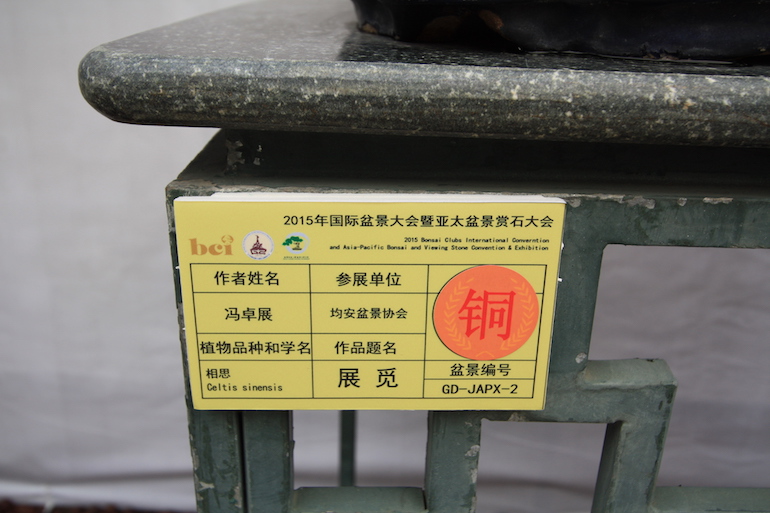 2015年国际盆景大会暨亚太盆景赏石大会
bci
2015 Bonsai Clubs International Converntion
and Asia-Pacific Bonsai and Viewing Stone Convention & Exhibition
作者姓名
参展单位
冯卓展
均安盆景协会
铜
植物品种和学名
作品题名
相思
Celtis sinensis
展觅
盆景编号
GD-JAPX-2